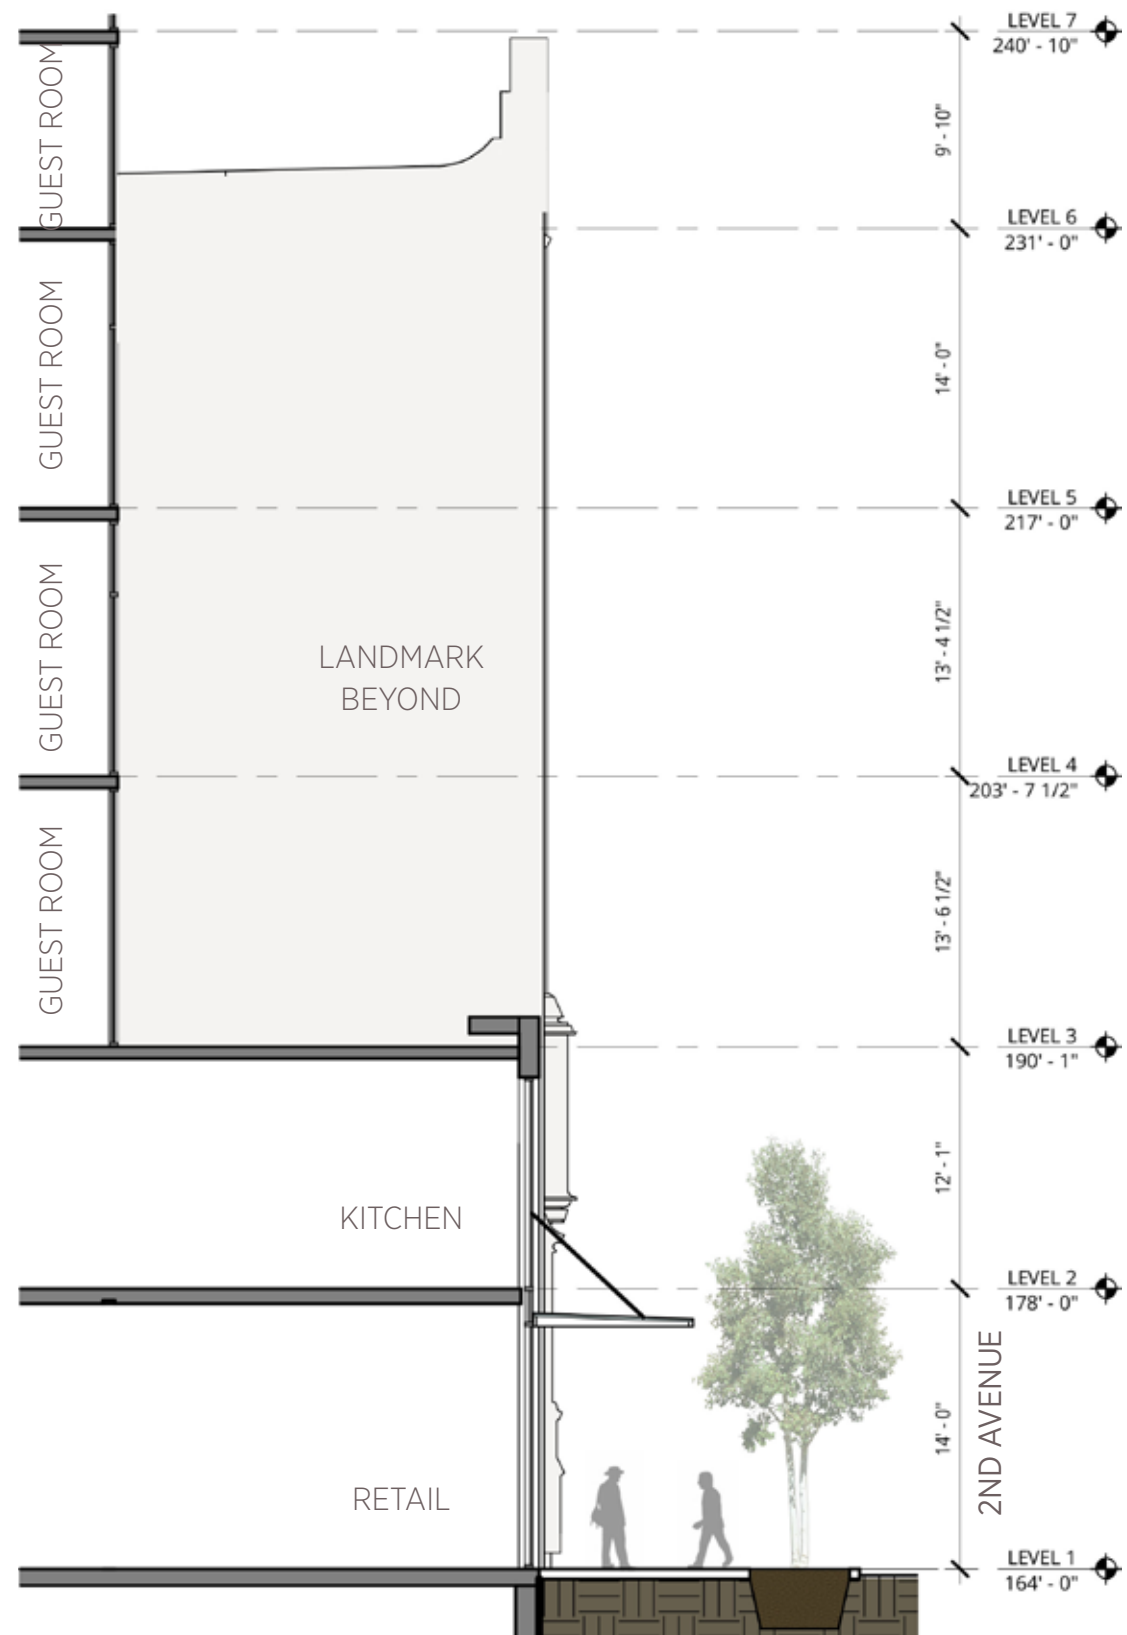 LEVEL 7
240' - 10"
GUEST ROOM
9' - 10"
LEVEL 6
231' - 0"
GUEST ROOM
14' - 0"
LEVEL 5
217' - 0"
GUEST ROOM
LANDMARK
BEYOND
13' - 4 1/2"
LEVEL 4
203' - 7 1/2"
GUEST ROOM
13' - 6 1/2"
LEVEL 3
190' - 1"
KITCHEN
12' - 1"
LEVEL 2
178' - 0"
RETAIL
14' - 0"
2ND AVENUE
LEVEL 1
164' - 0"